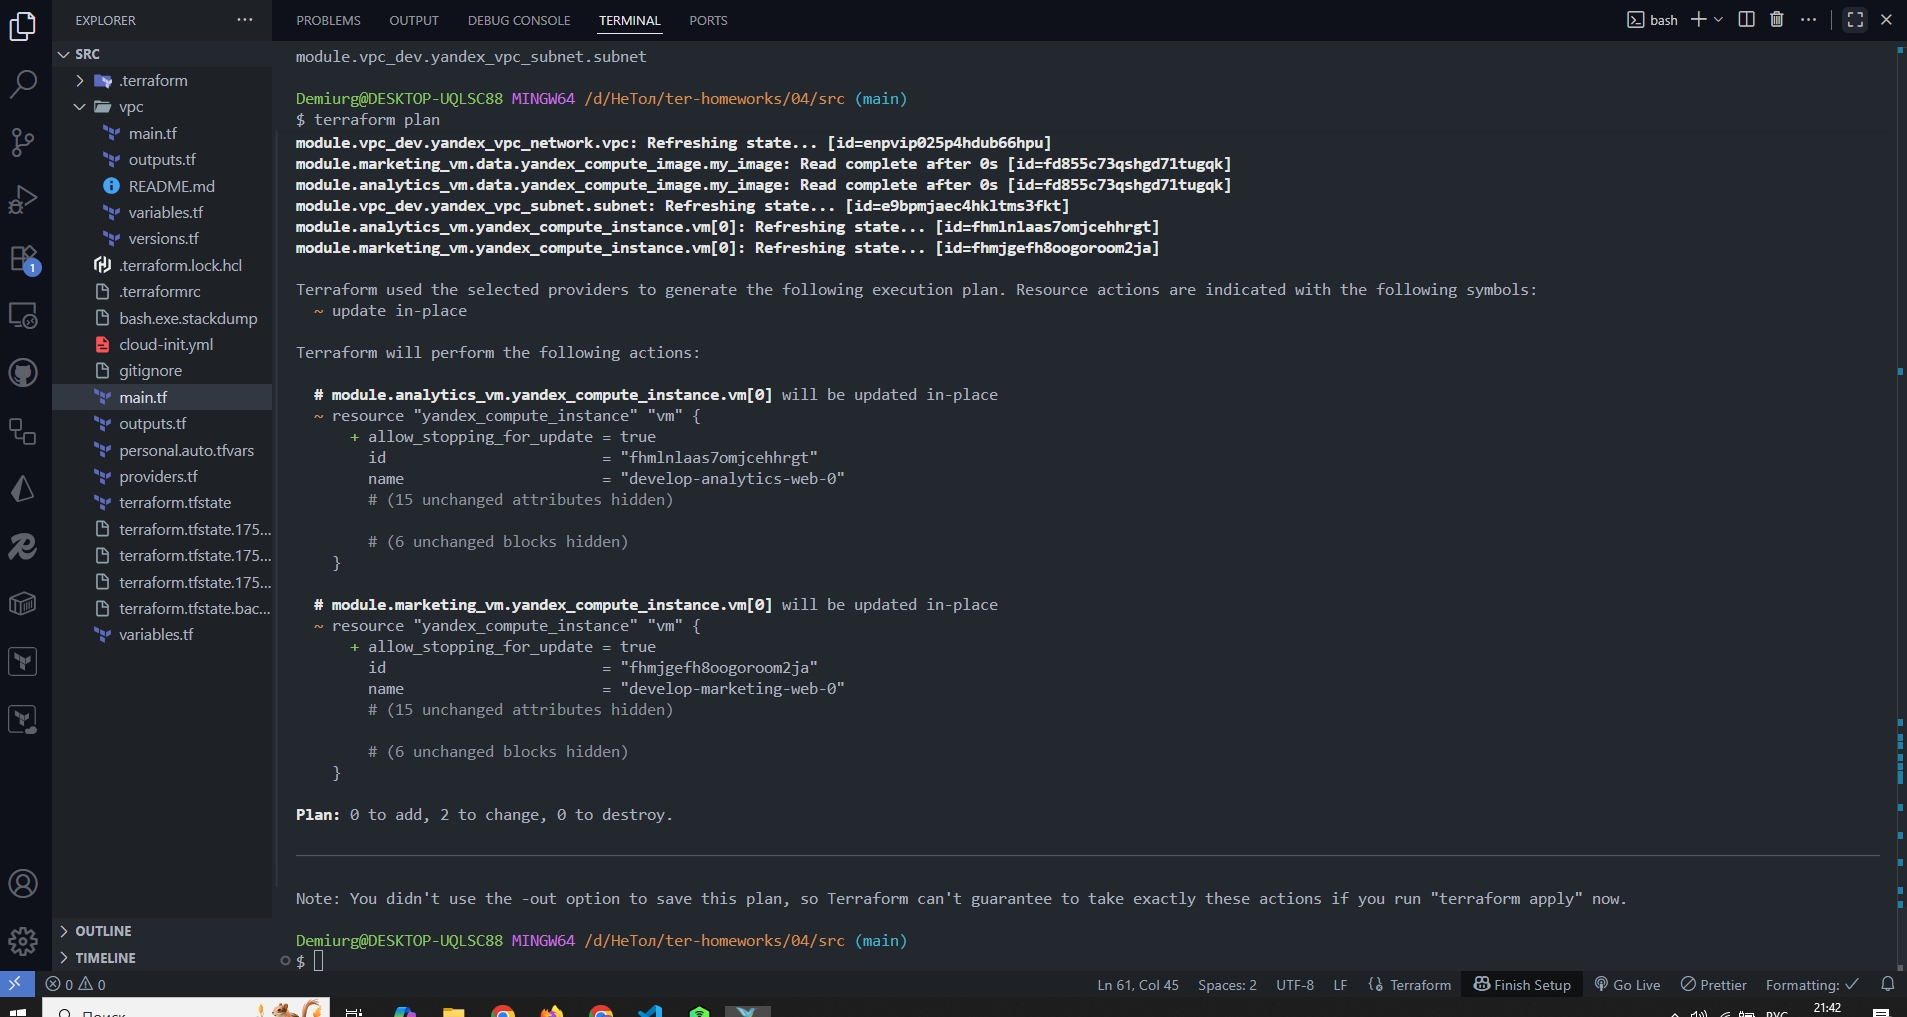 EXPLORER
SRC
.terraform
vpc
main.tf
outputs.tf
README.md
variables.tf
versions.tf
.terraform.lock.hcl
.terraformrc
bash.exe.stackdump
cloud-init.yml
gitignore
main.tf
outputs.tf
personal.auto.tfvars
providers.tf
terraform.tfstate
terraform.tfstate.175...
terraform.tfstate.175...
terraform.tfstate.175...
terraform.tfstate.bac...
variables.tf
OUTLINE
TIMELINE
1
PROBLEMS OUTPUT DEBUG CONSOLE TERMINAL PORTS
bash
module.vpc_dev.yandex_vpc_subnet.subnet
Demiurg@DESKTOP-UQLSC88 MINGW64 /d/НеТол/ter-homeworks/04/src (main)
$ terraform plan
module.vpc_dev.yandex_vpc_network.vpc: Refreshing state... [id=enpvip025p4hdub66hpu]
module.marketing_vm.data.yandex_compute_image.my_image: Read complete after 0s [id=fd855c73qshgd71tugqk]
module.analytics_vm.data.yandex_compute_image.my_image: Read complete after 0s [id=fd855c73qshgd71tugqk]
module.vpc_dev.yandex_vpc_subnet.subnet: Refreshing state... [id=e9bpmjaec4hkltms3fkt]
module.analytics_vm.yandex_compute_instance.vm[0]: Refreshing state... [id=fhmlnlaas7omjcehhrgt]
module.marketing_vm.yandex_compute_instance.vm[0]: Refreshing state... [id=fhmjgefh8oogoroom2ja]
Terraform used the selected providers to generate the following execution plan. Resource actions are indicated with the following symbols:
~ update in-place
Terraform will perform the following actions:
# module.analytics_vm.yandex_compute_instance.vm[0] will be updated in-place
~ resource "yandex_compute_instance" "vm" {
+ allow_stopping_for_update = true
id = "fhmlnlaas7omjcehhrgt"
name = "develop-analytics-web-0"
# (15 unchanged attributes hidden)
# (6 unchanged blocks hidden)
}
# module.marketing_vm.yandex_compute_instance.vm[0] will be updated in-place
~ resource "yandex_compute_instance" "vm" {
+ allow_stopping_for_update = true
id = "fhmjgefh8oogoroom2ja"
name = "develop-marketing-web-0"
# (15 unchanged attributes hidden)
# (6 unchanged blocks hidden)
}
Plan: 0 to add, 2 to change, 0 to destroy.
Note: You didn't use the -out option to save this plan, so Terraform can't guarantee to take exactly these actions if you run "terraform apply" now.
Demiurg@DESKTOP-UQLSC88 MINGW64 /d/НеТол/ter-homeworks/04/src (main)
$
0 0 Ln 61, Col 45 Spaces: 2 UTF-8 LF Terraform Finish Setup Go Live Prettier Formatting:
Поиск РУС 21:42